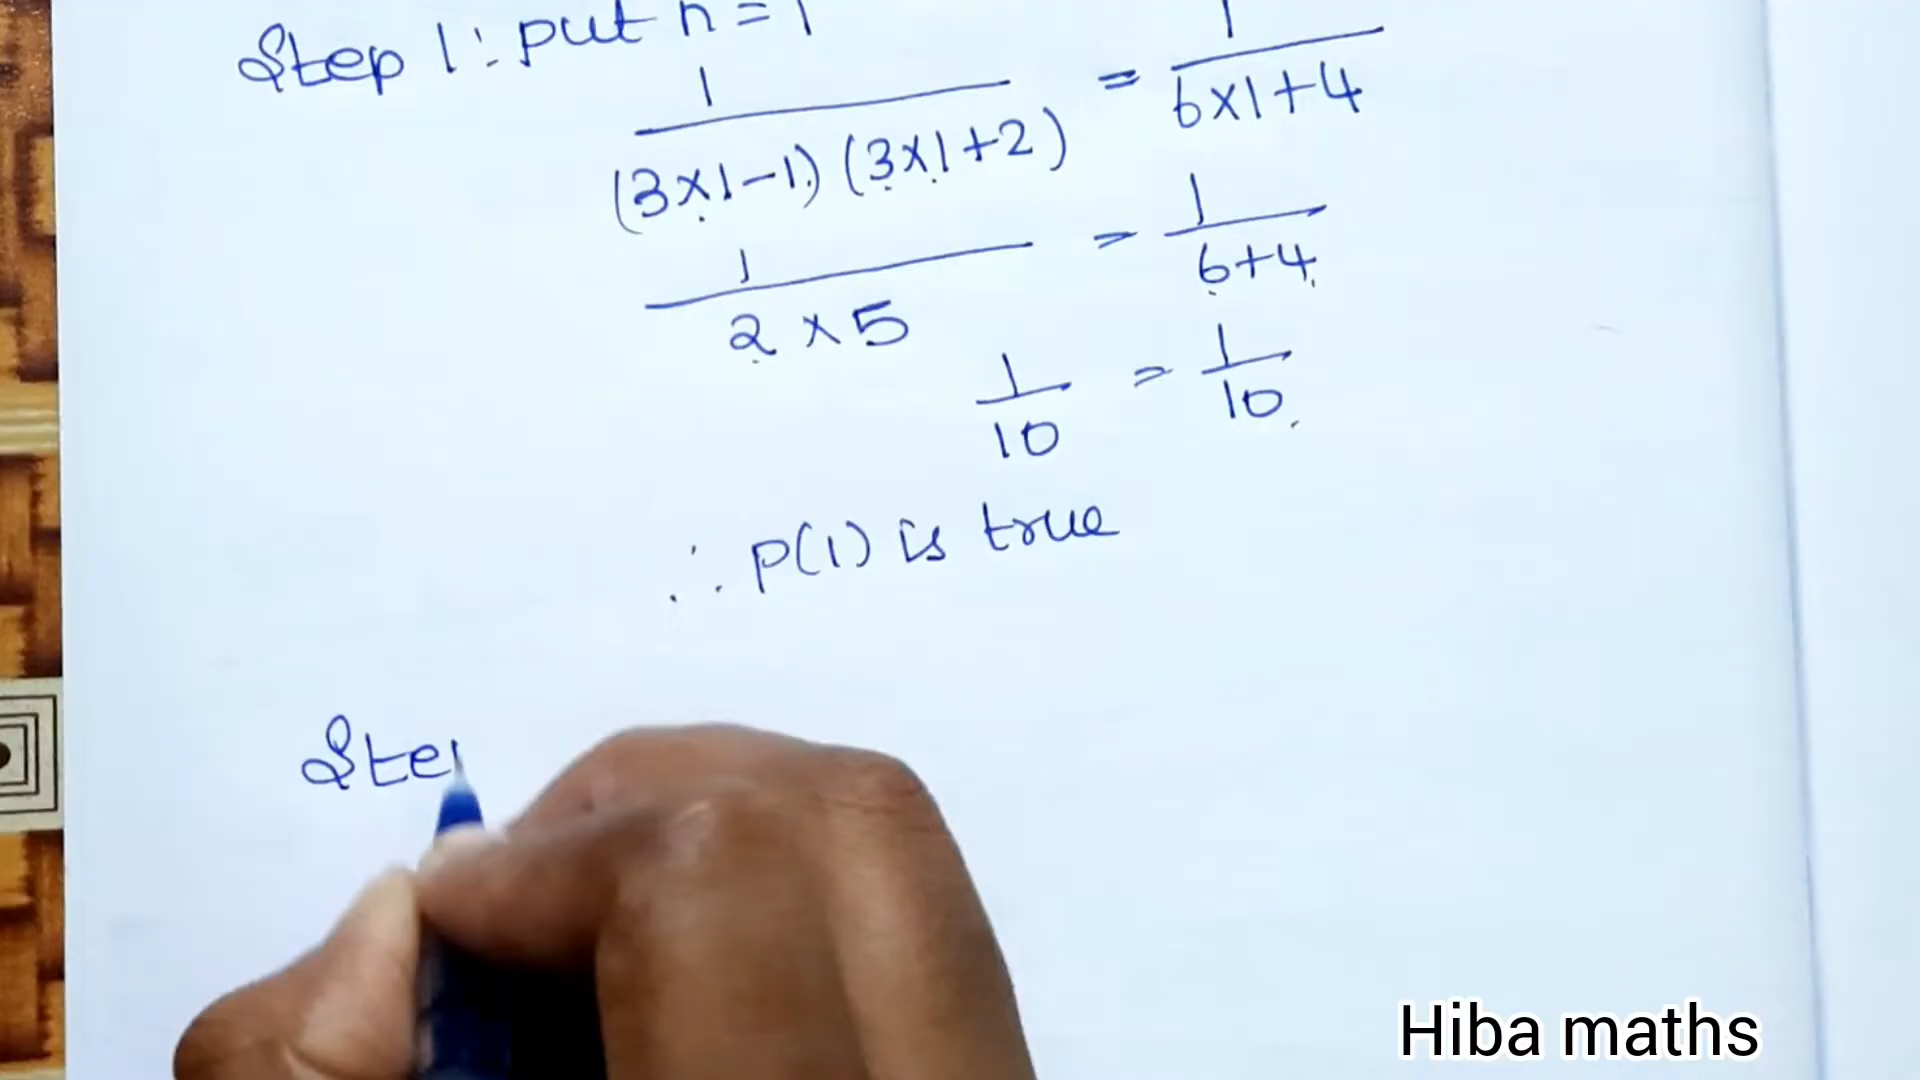 Step 1: put n = 1
1/((3×1-1)(3×1+2)) = 1/(6×1+4)
1/(2×5) = 1/(6+4)
1/10 = 1/10
∴ P(1) is true
Ste
Hiba maths